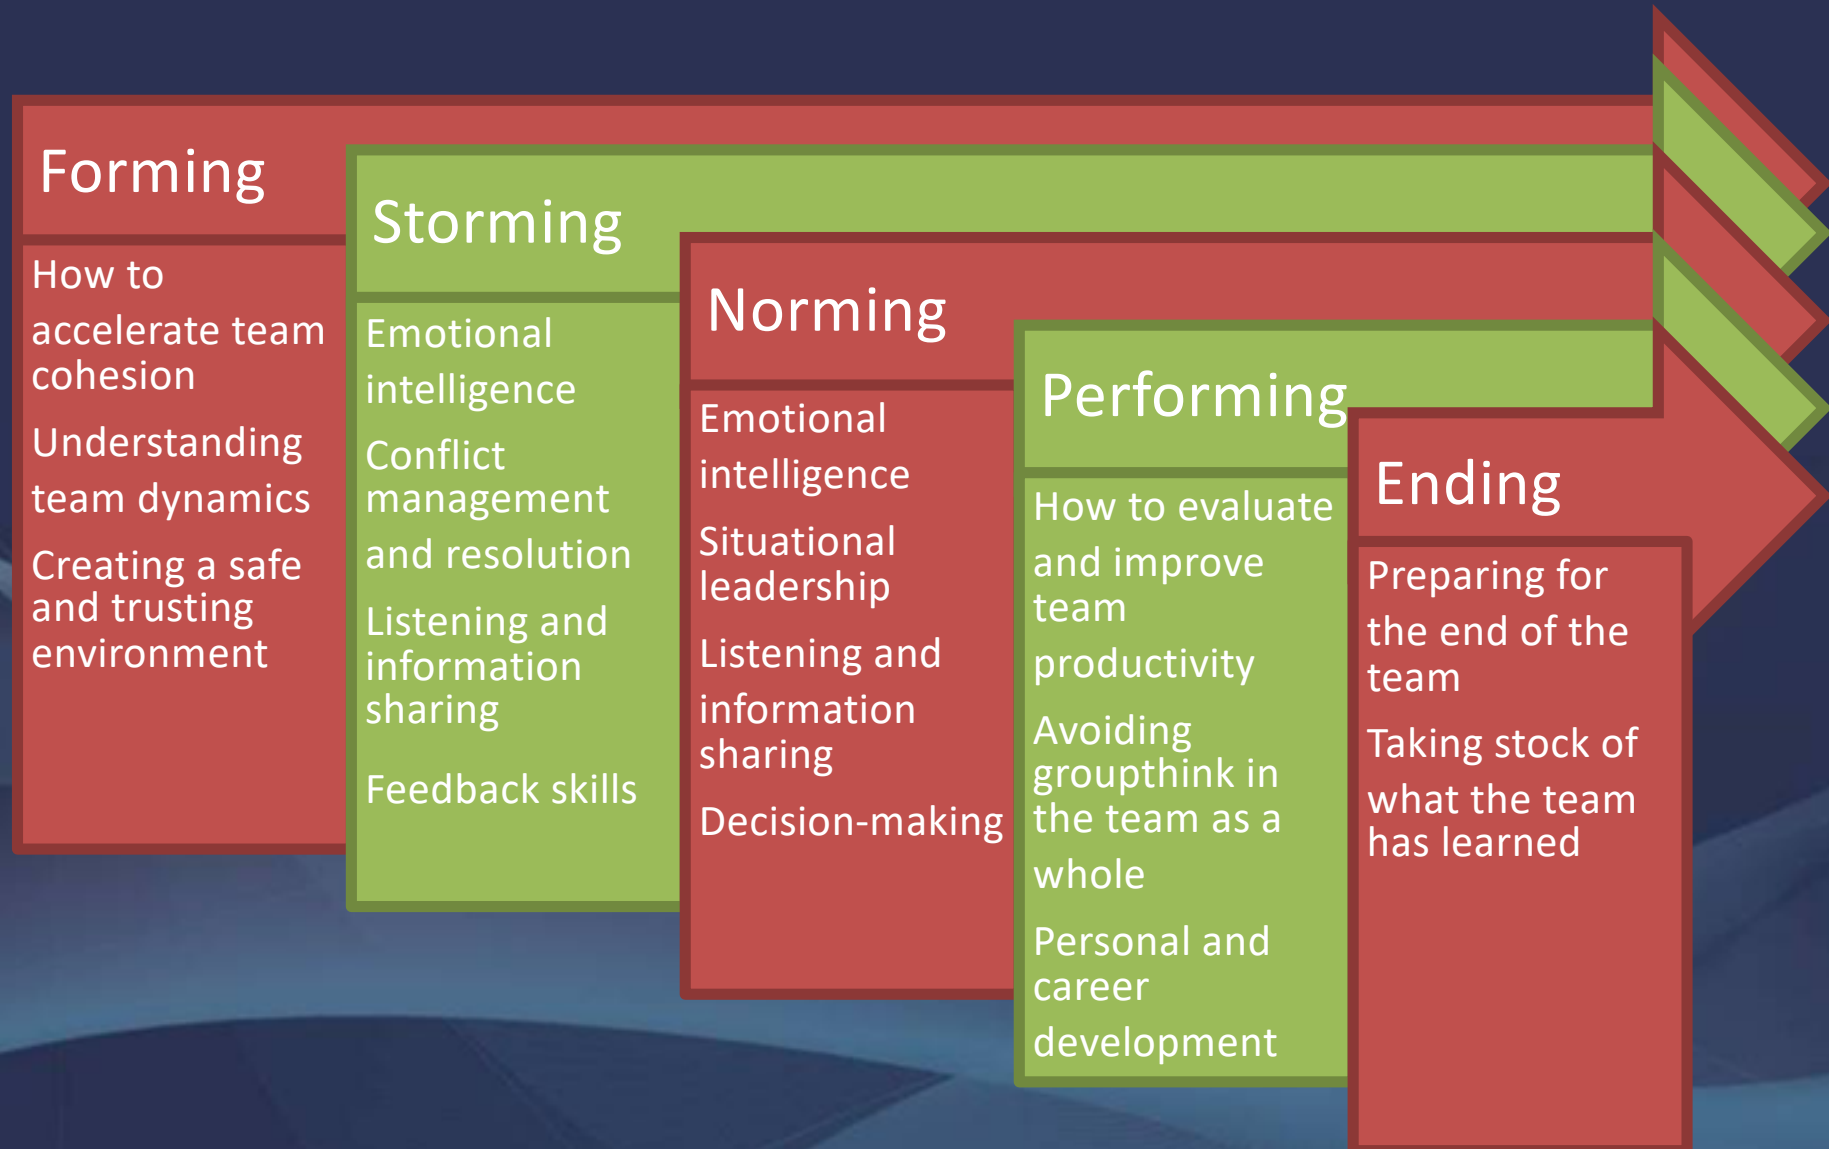 Forming
How to
accelerate team
cohesion
Understanding
team dynamics
Creating a safe
and trusting
environment
Storming
Emotional
intelligence
Conflict
management
and resolution
Listening and
information
sharing
Feedback skills
Norming
Emotional
intelligence
Situational
leadership
Listening and
information
sharing
Decision-making
Performing
How to evaluate
and improve
team
productivity
Avoiding
groupthink in
the team as a
whole
Personal and
career
development
Ending
Preparing for
the end of the
team
Taking stock of
what the team
has learned